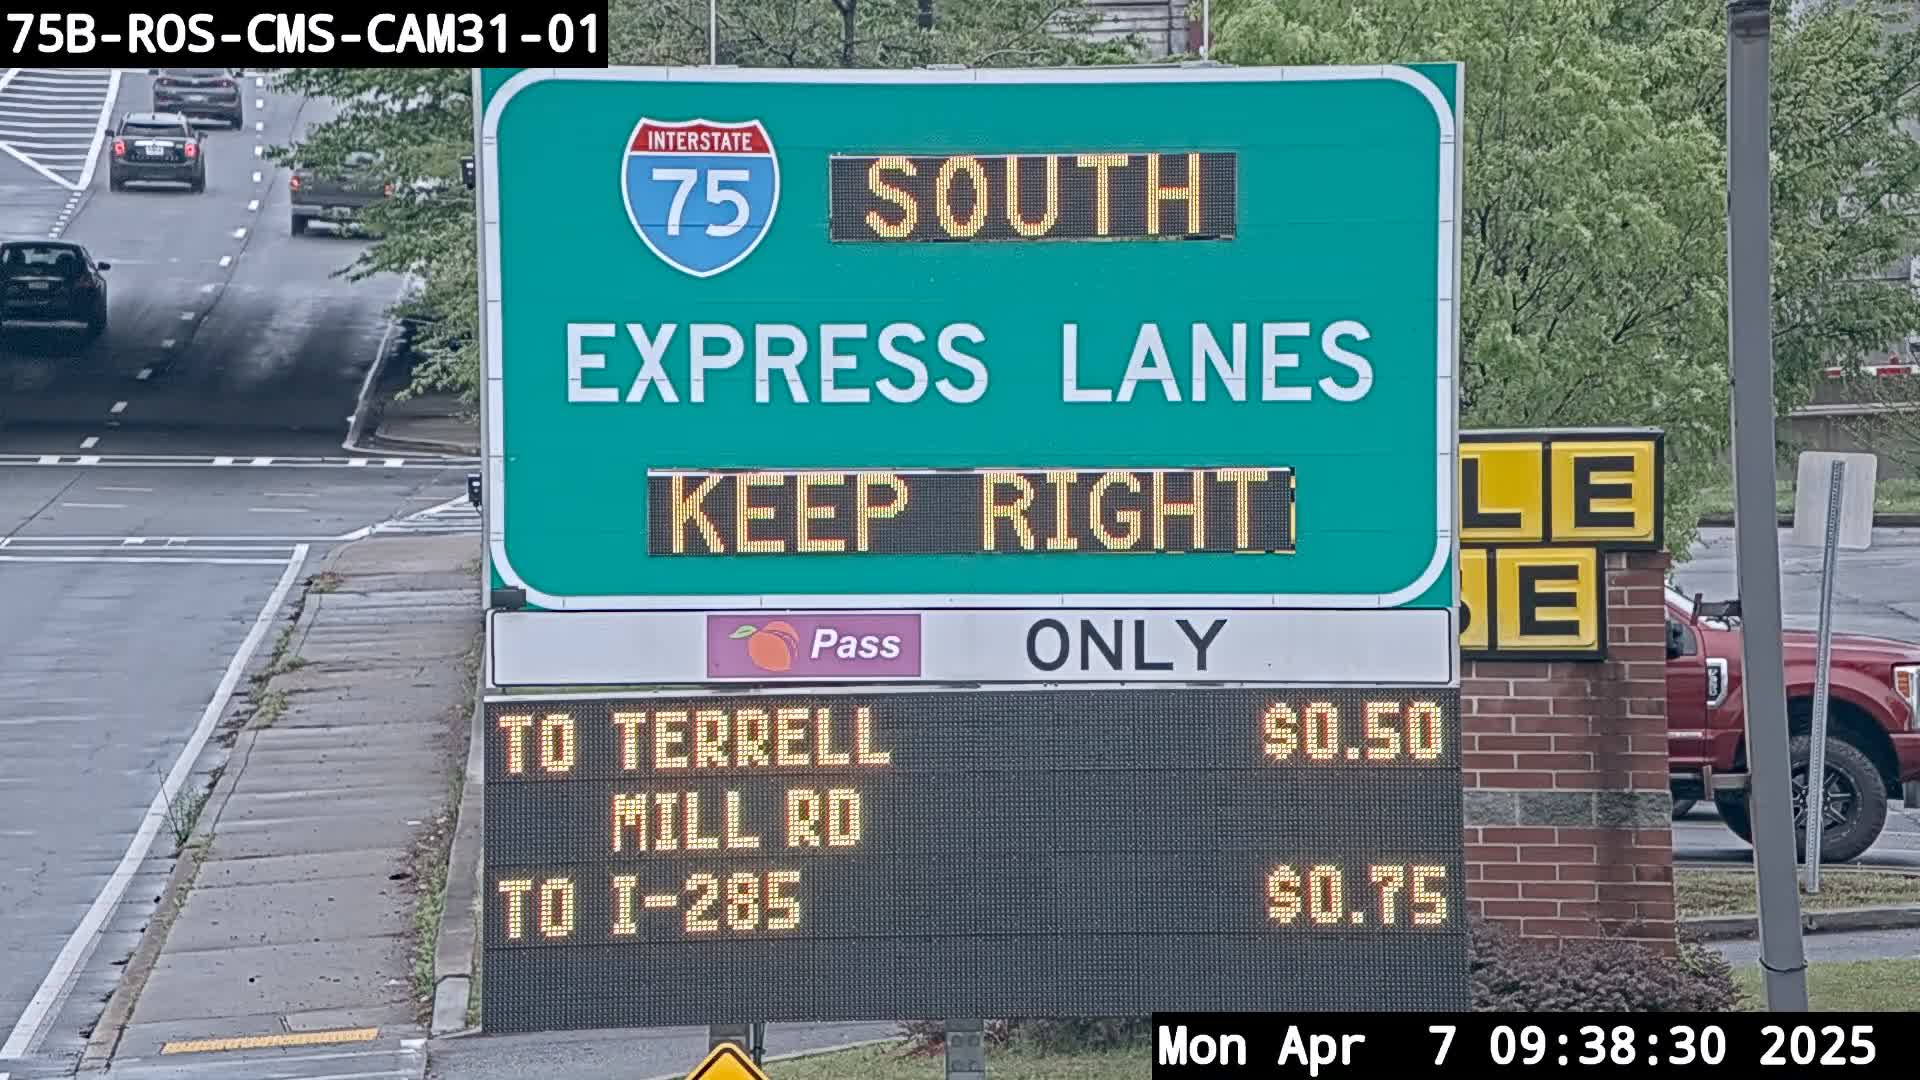 75B-ROS-CMS-CAM31-01
INTERSTATE
75
SOUTH
EXPRESS LANES
KEEP RIGHT
Pass ONLY
TO TERRELL $0.50
MILL RD
TO I-285 $0.75
LE
E
Mon Apr 7 09:38:30 2025